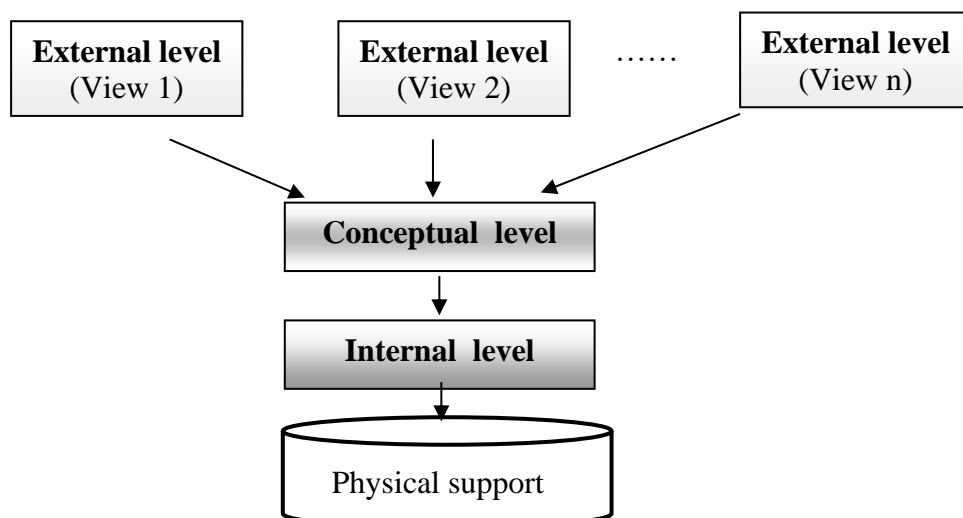 External level
(View 1)
External level
(View 2)
……
External level
(View n)
Conceptual level
Internal level
Physical support